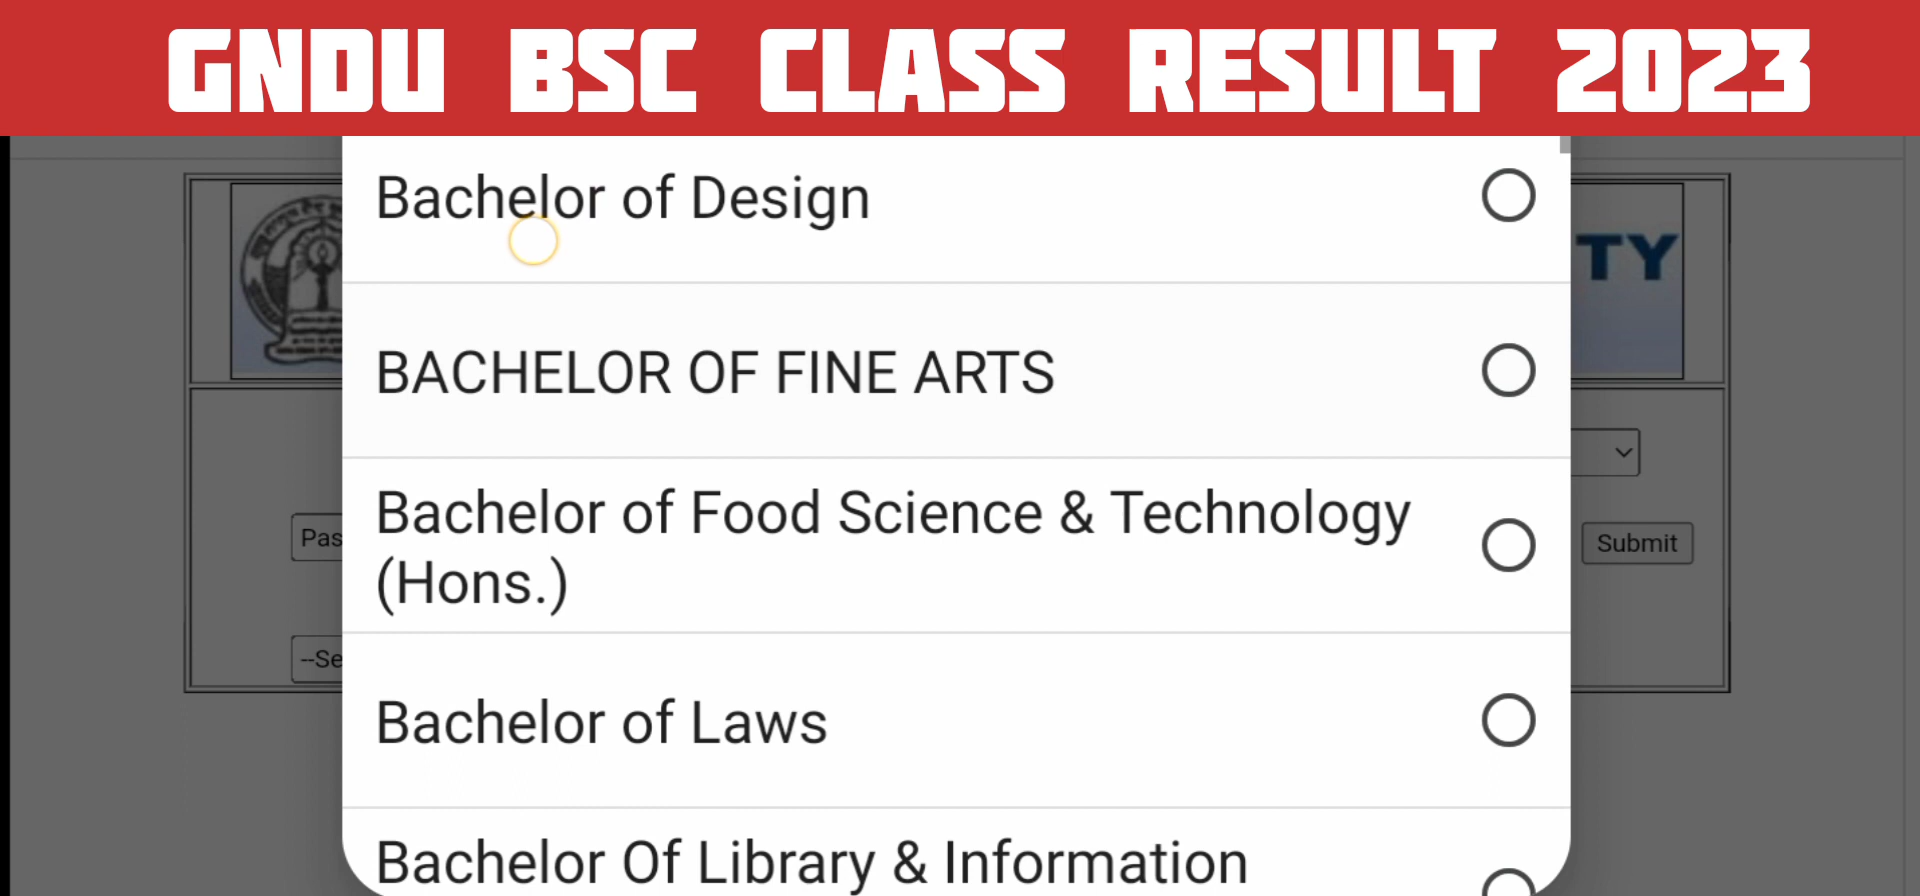 GNDU BSC CLASS RESULT 2023
Bachelor of Design
TY
BACHELOR OF FINE ARTS
Bachelor of Food Science & Technology
(Hons.)
Pas
Submit
--Se
Bachelor of Laws
Bachelor Of Library & Information